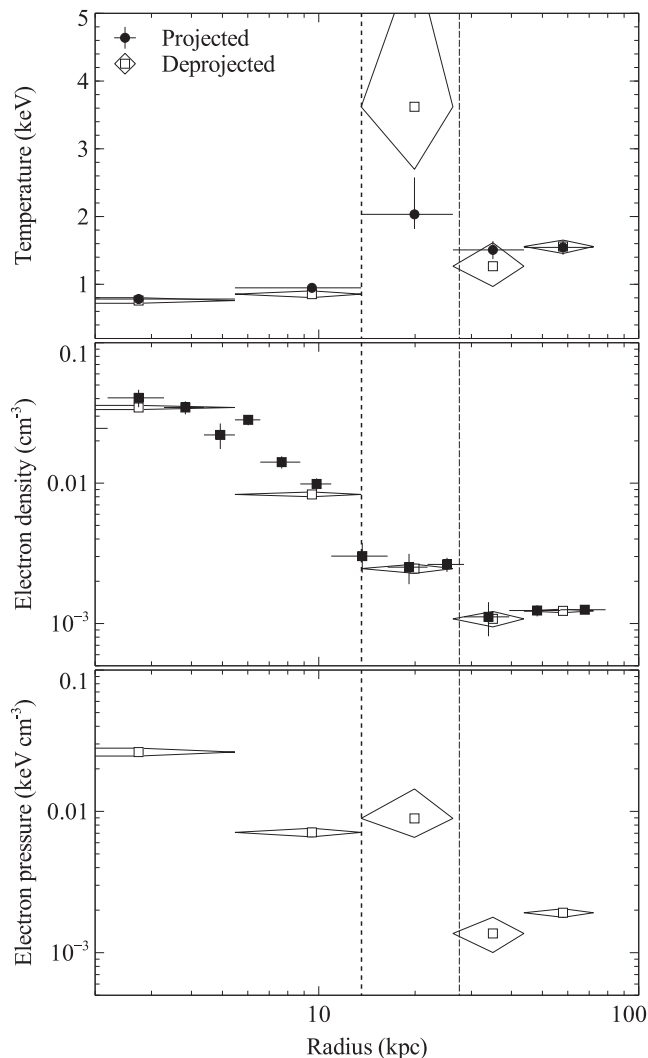 5
Projected
Deprojected
4
3
2
1
Temperature (keV)
0.1
0.01
10⁻³
Electron density (cm⁻³)
0.1
0.01
10⁻³
Electron pressure (keV cm⁻³)
10
100
Radius (kpc)